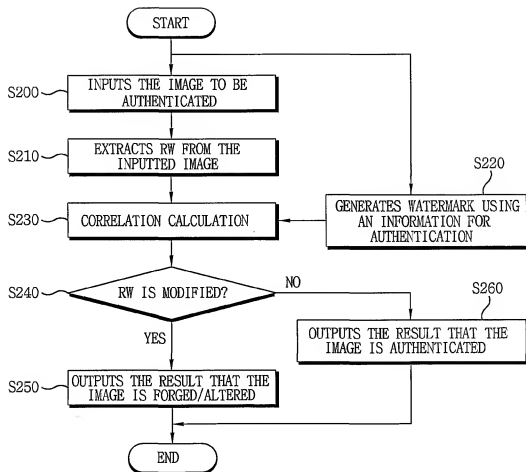 START
S200
INPUTS THE IMAGE TO BE
AUTHENTICATED
S210
EXTRACTS RW FROM THE
INPUTTED IMAGE
S220
GENERATES WATERMARK USING
AN INFORMATION FOR
AUTHENTICATION
S230
CORRELATION CALCULATION
S240
RW IS MODIFIED?
NO
YES
S260
OUTPUTS THE RESULT THAT THE
IMAGE IS AUTHENTICATED
S250
OUTPUTS THE RESULT THAT THE
IMAGE IS FORGED/ALTERED
END